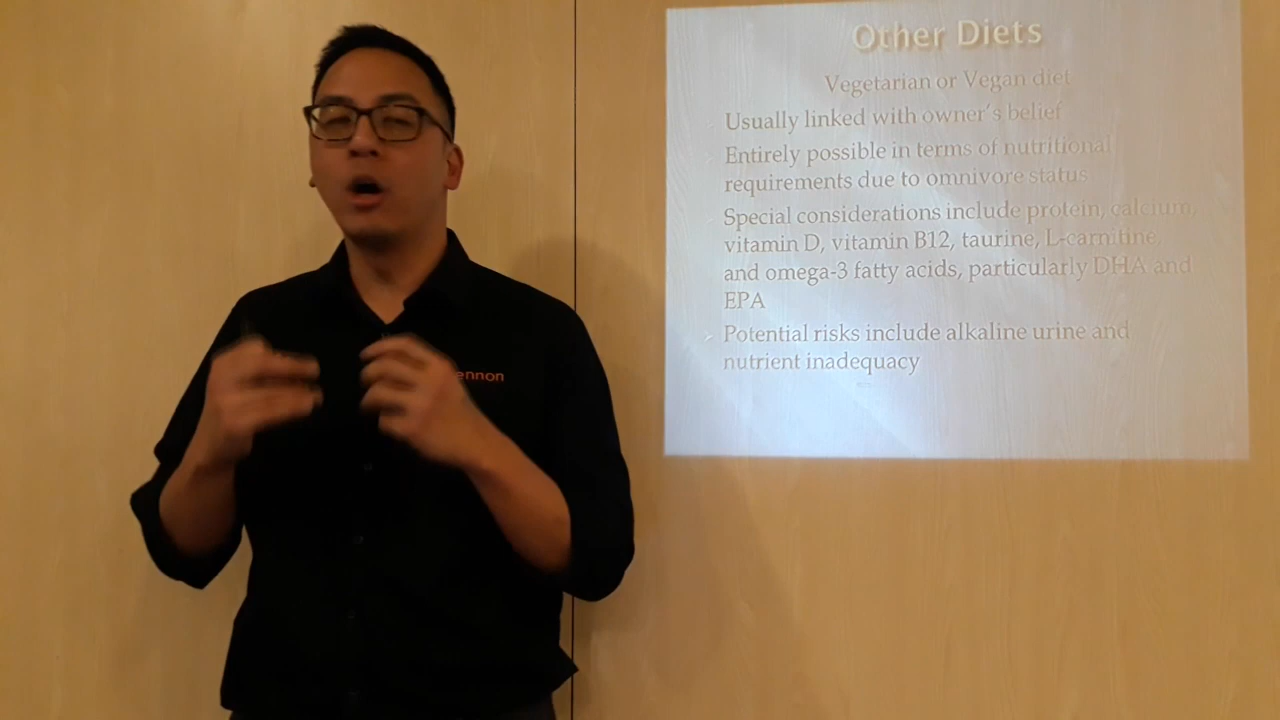 Other Diets
Vegetarian or Vegan diet
Usually linked with owner's belief
Entirely possible in terms of nutritional
requirements due to omnivore status
Special considerations include protein, calcium,
vitamin D, vitamin B12, taurine, L-carnitine,
and omega-3 fatty acids, particularly DHA and
EPA
Potential risks include alkaline urine and
nutrient inadequacy
ennon